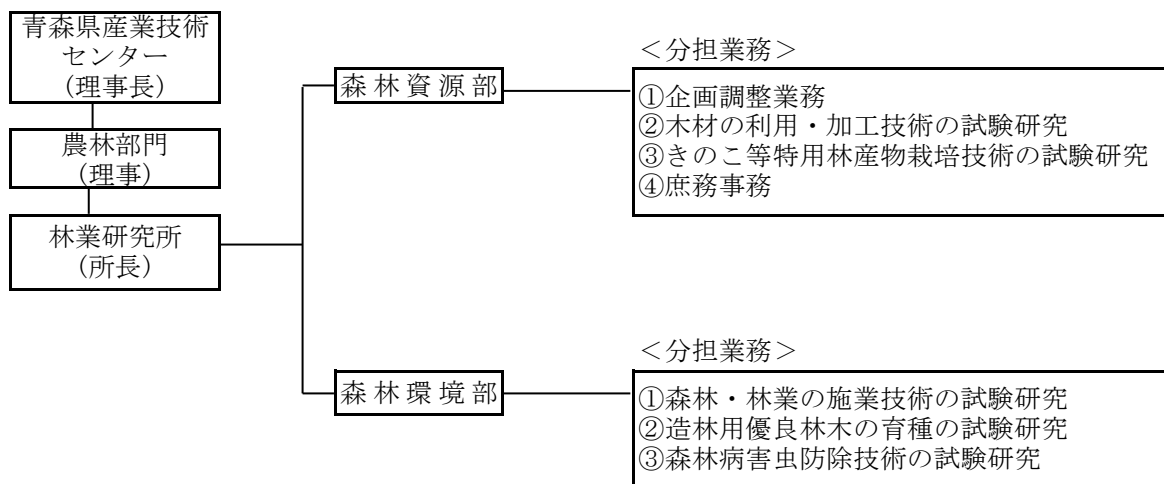 青森県産業技術
センター
(理事長)
農林部門
(理事)
林業研究所
(所長)
森林資源部
＜分担業務＞
①企画調整業務
②木材の利用・加工技術の試験研究
③きのこ等特用林産物栽培技術の試験研究
④庶務事務
森林環境部
＜分担業務＞
①森林・林業の施業技術の試験研究
②造林用優良林木の育種の試験研究
③森林病害虫防除技術の試験研究